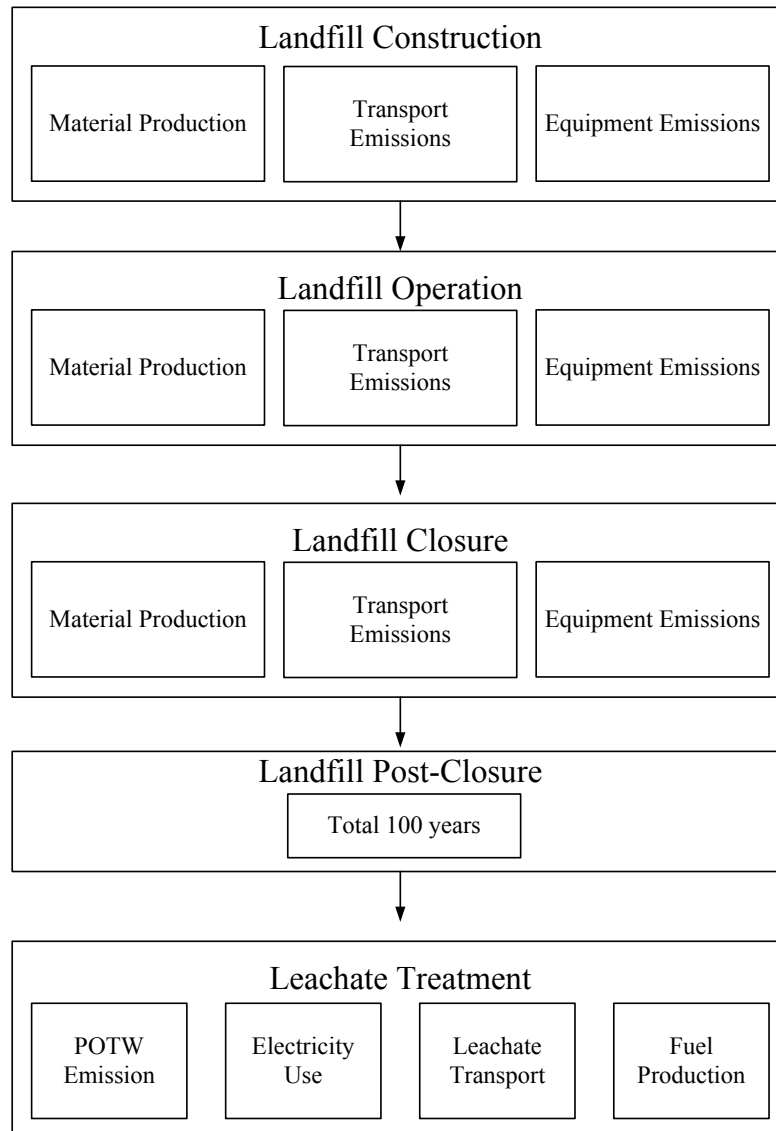 Landfill Construction
Material Production
Transport
Emissions
Equipment Emissions
Landfill Operation
Material Production
Transport
Emissions
Equipment Emissions
Landfill Closure
Material Production
Transport
Emissions
Equipment Emissions
Landfill Post-Closure
Total 100 years
Leachate Treatment
POTW
Emission
Electricity
Use
Leachate
Transport
Fuel
Production